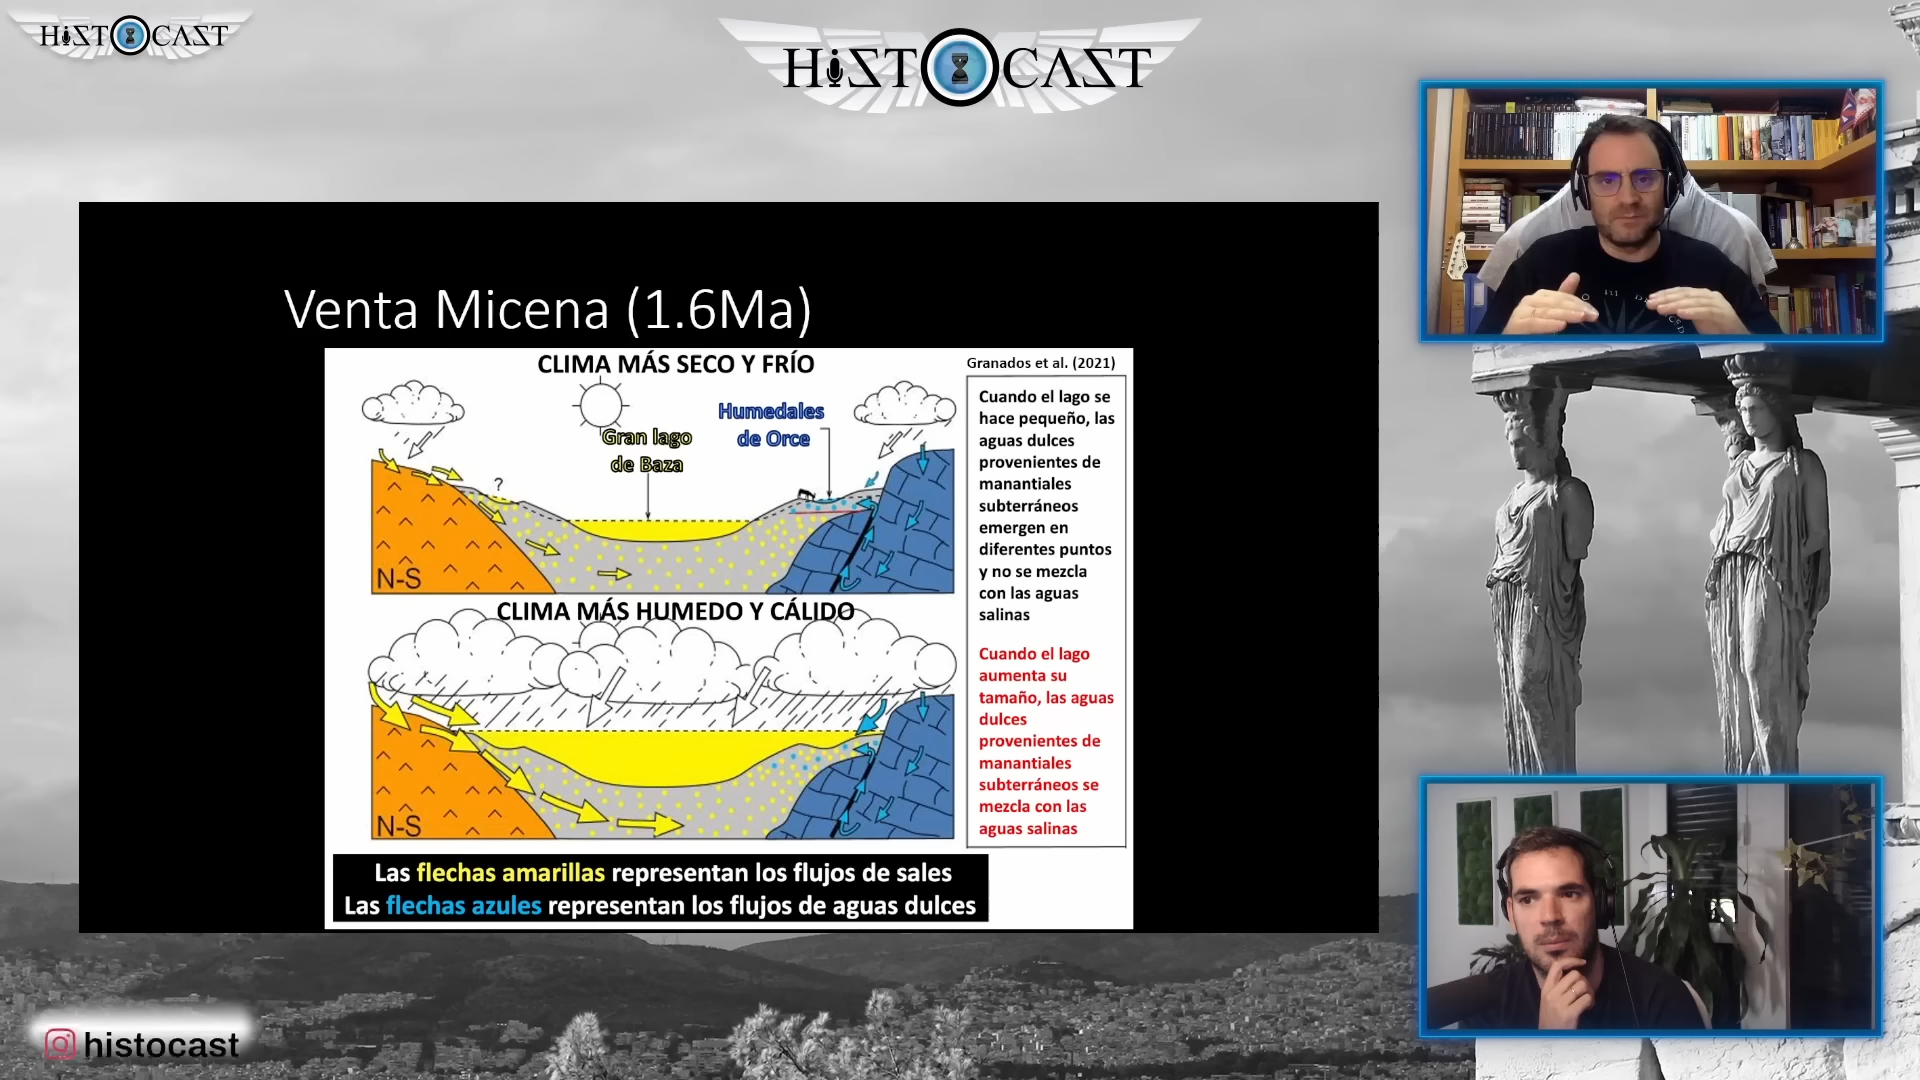 HiSTOCAST
HiSTOCAST
Venta Micena (1.6Ma)
CLIMA MÁS SECO Y FRÍO
Granados et al. (2021)
Humedales
de Orce
Gran lago
de Baza
?
N-S
Cuando el lago se
hace pequeño, las
aguas dulces
provenientes de
manantiales
subterráneos
emergen en
diferentes puntos
y no se mezcla
con las aguas
salinas
CLIMA MÁS HUMEDO Y CÁLIDO
N-S
Cuando el lago
aumenta su
tamaño, las aguas
dulces
provenientes de
manantiales
subterráneos se
mezcla con las
aguas salinas
Las flechas amarillas representan los flujos de sales
Las flechas azules representan los flujos de aguas dulces
histocast